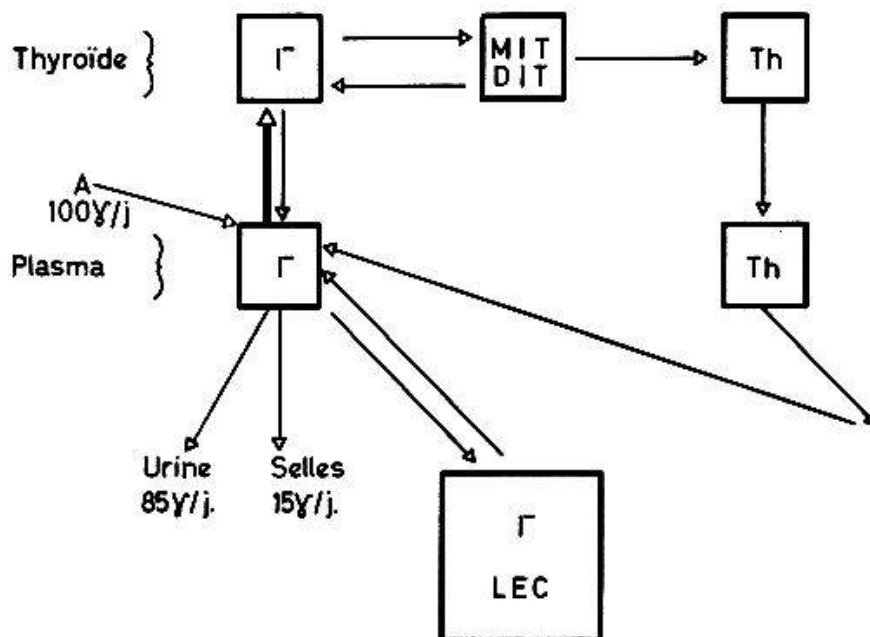 Thyroïde
Γ
MIT
DIT
Th
A
100γ/j
Plasma
Γ
Th
Urine
85γ/j.
Selles
15γ/j.
Γ
LEC